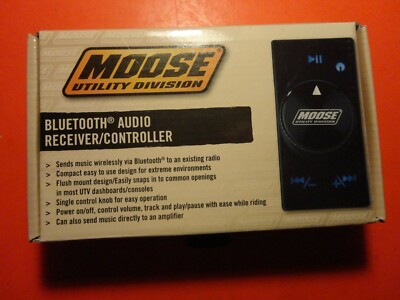 MOOSE
UTILITY DIVISION
BLUETOOTH® AUDIO
RECEIVER/CONTROLLER
> Sends music wirelessly via Bluetooth® to an existing radio
> Compact easy to use design for extreme environments
> Flush mount design/Easily snaps in to common openings
in most UTV dashboards/consoles
> Single control knob for easy operation
> Power on/off, control volume, track and play/pause with ease while riding
> Can also send music directly to an amplifier
MOOSE
UTILITY DIVISION